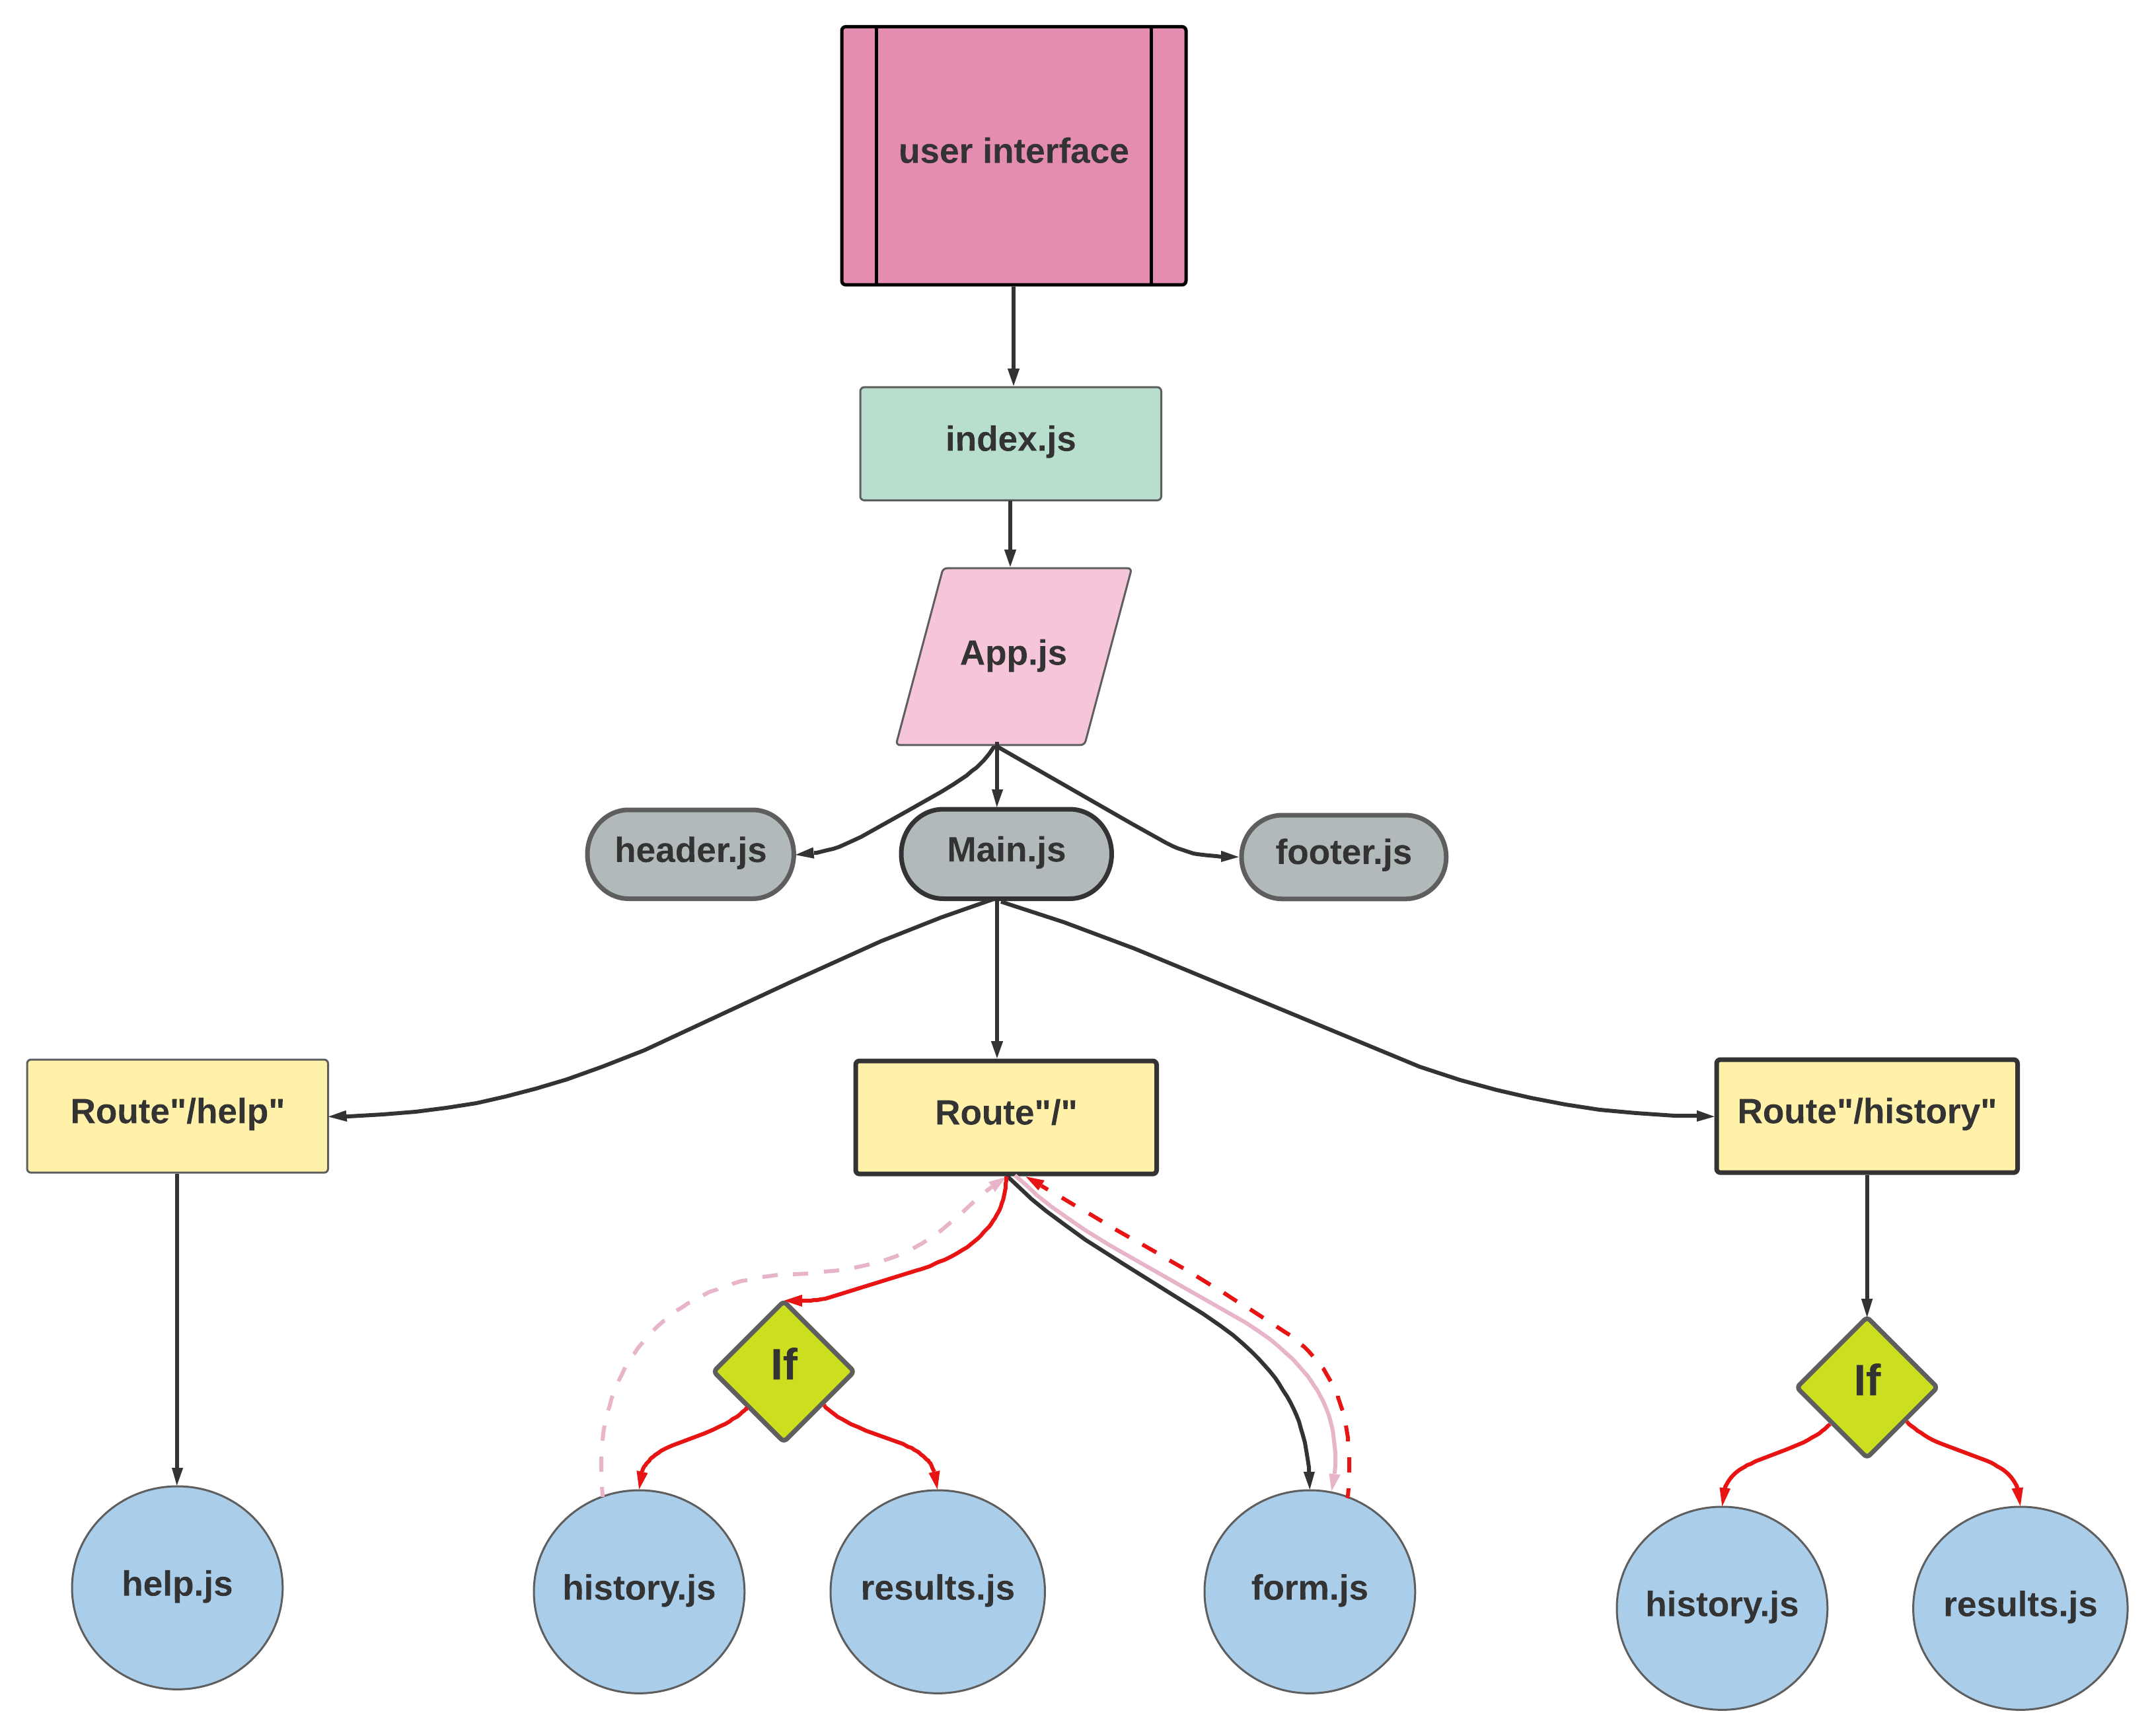 user interface
index.js
App.js
header.js
Main.js
footer.js
Route"/help"
Route"/"
Route"/history"
If
If
help.js
history.js
results.js
form.js
history.js
results.js